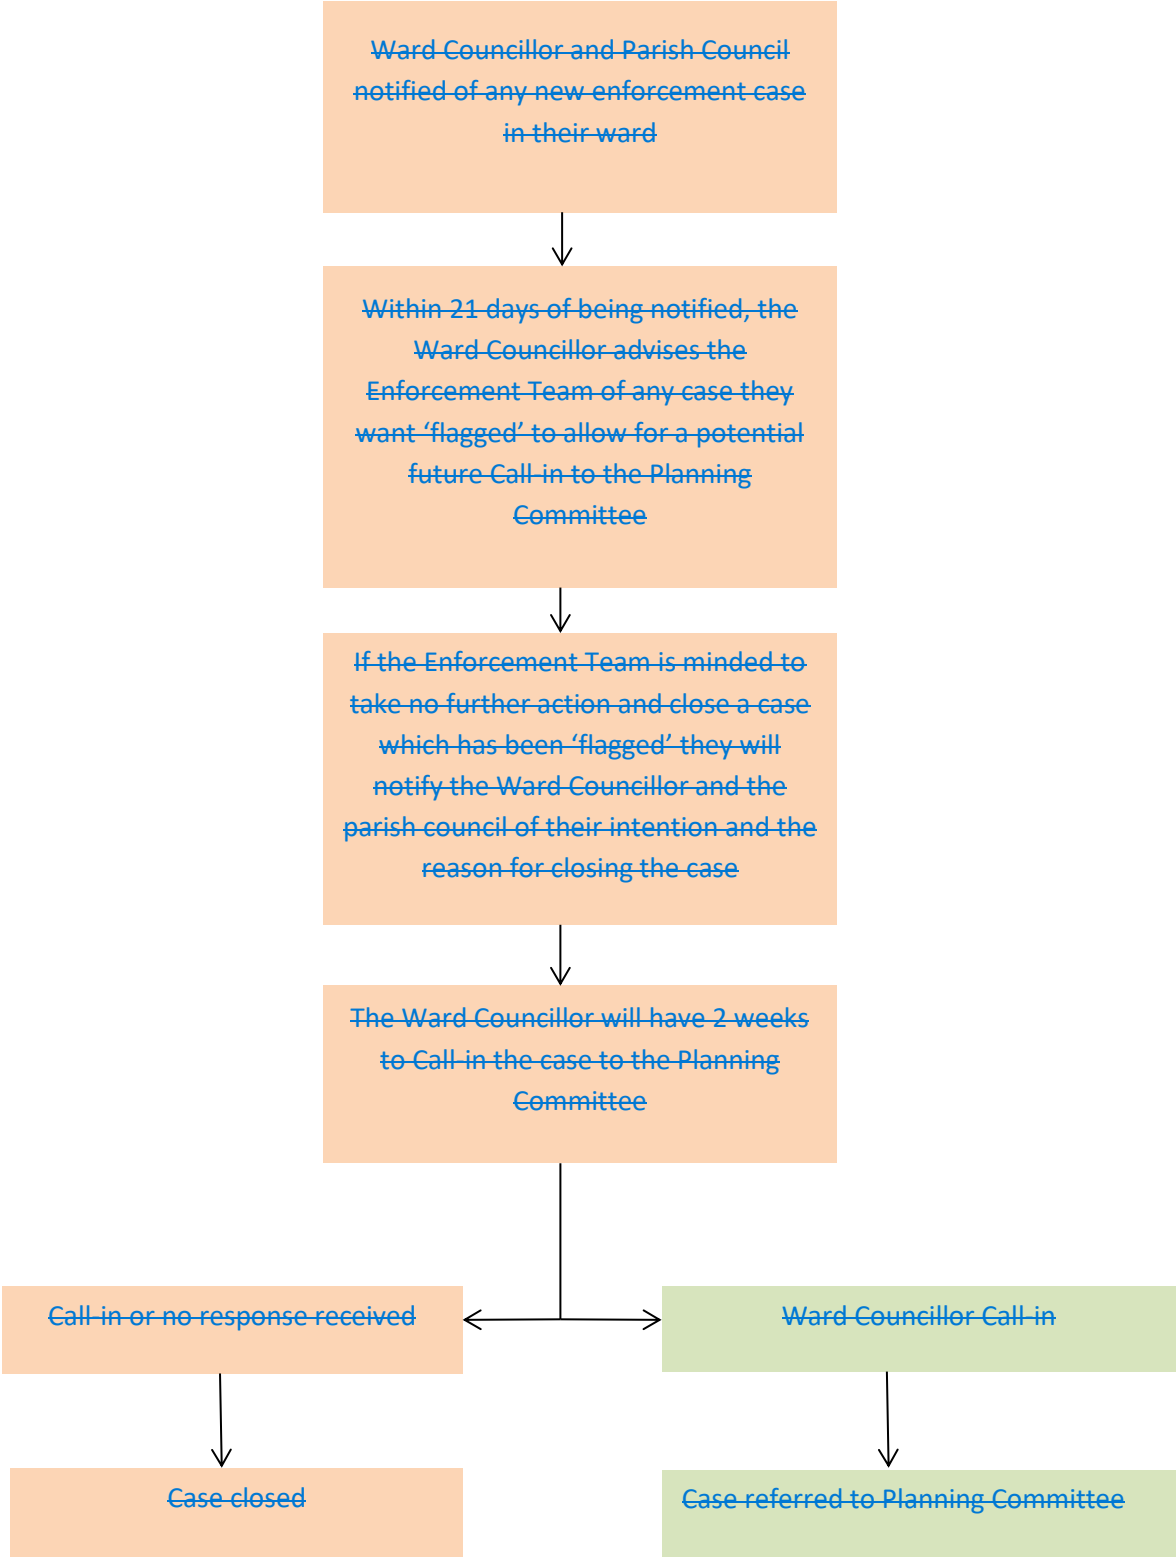 Ward Councillor and Parish Council
notified of any new enforcement case
in their ward
Within 21 days of being notified, the
Ward Councillor advises the
Enforcement Team of any case they
want ‘flagged’ to allow for a potential
future Call-in to the Planning
Committee
If the Enforcement Team is minded to
take no further action and close a case
which has been ‘flagged’ they will
notify the Ward Councillor and the
parish council of their intention and the
reason for closing the case
The Ward Councillor will have 2 weeks
to Call-in the case to the Planning
Committee
Call-in or no response received
Ward Councillor Call-in
Case closed
Case referred to Planning Committee